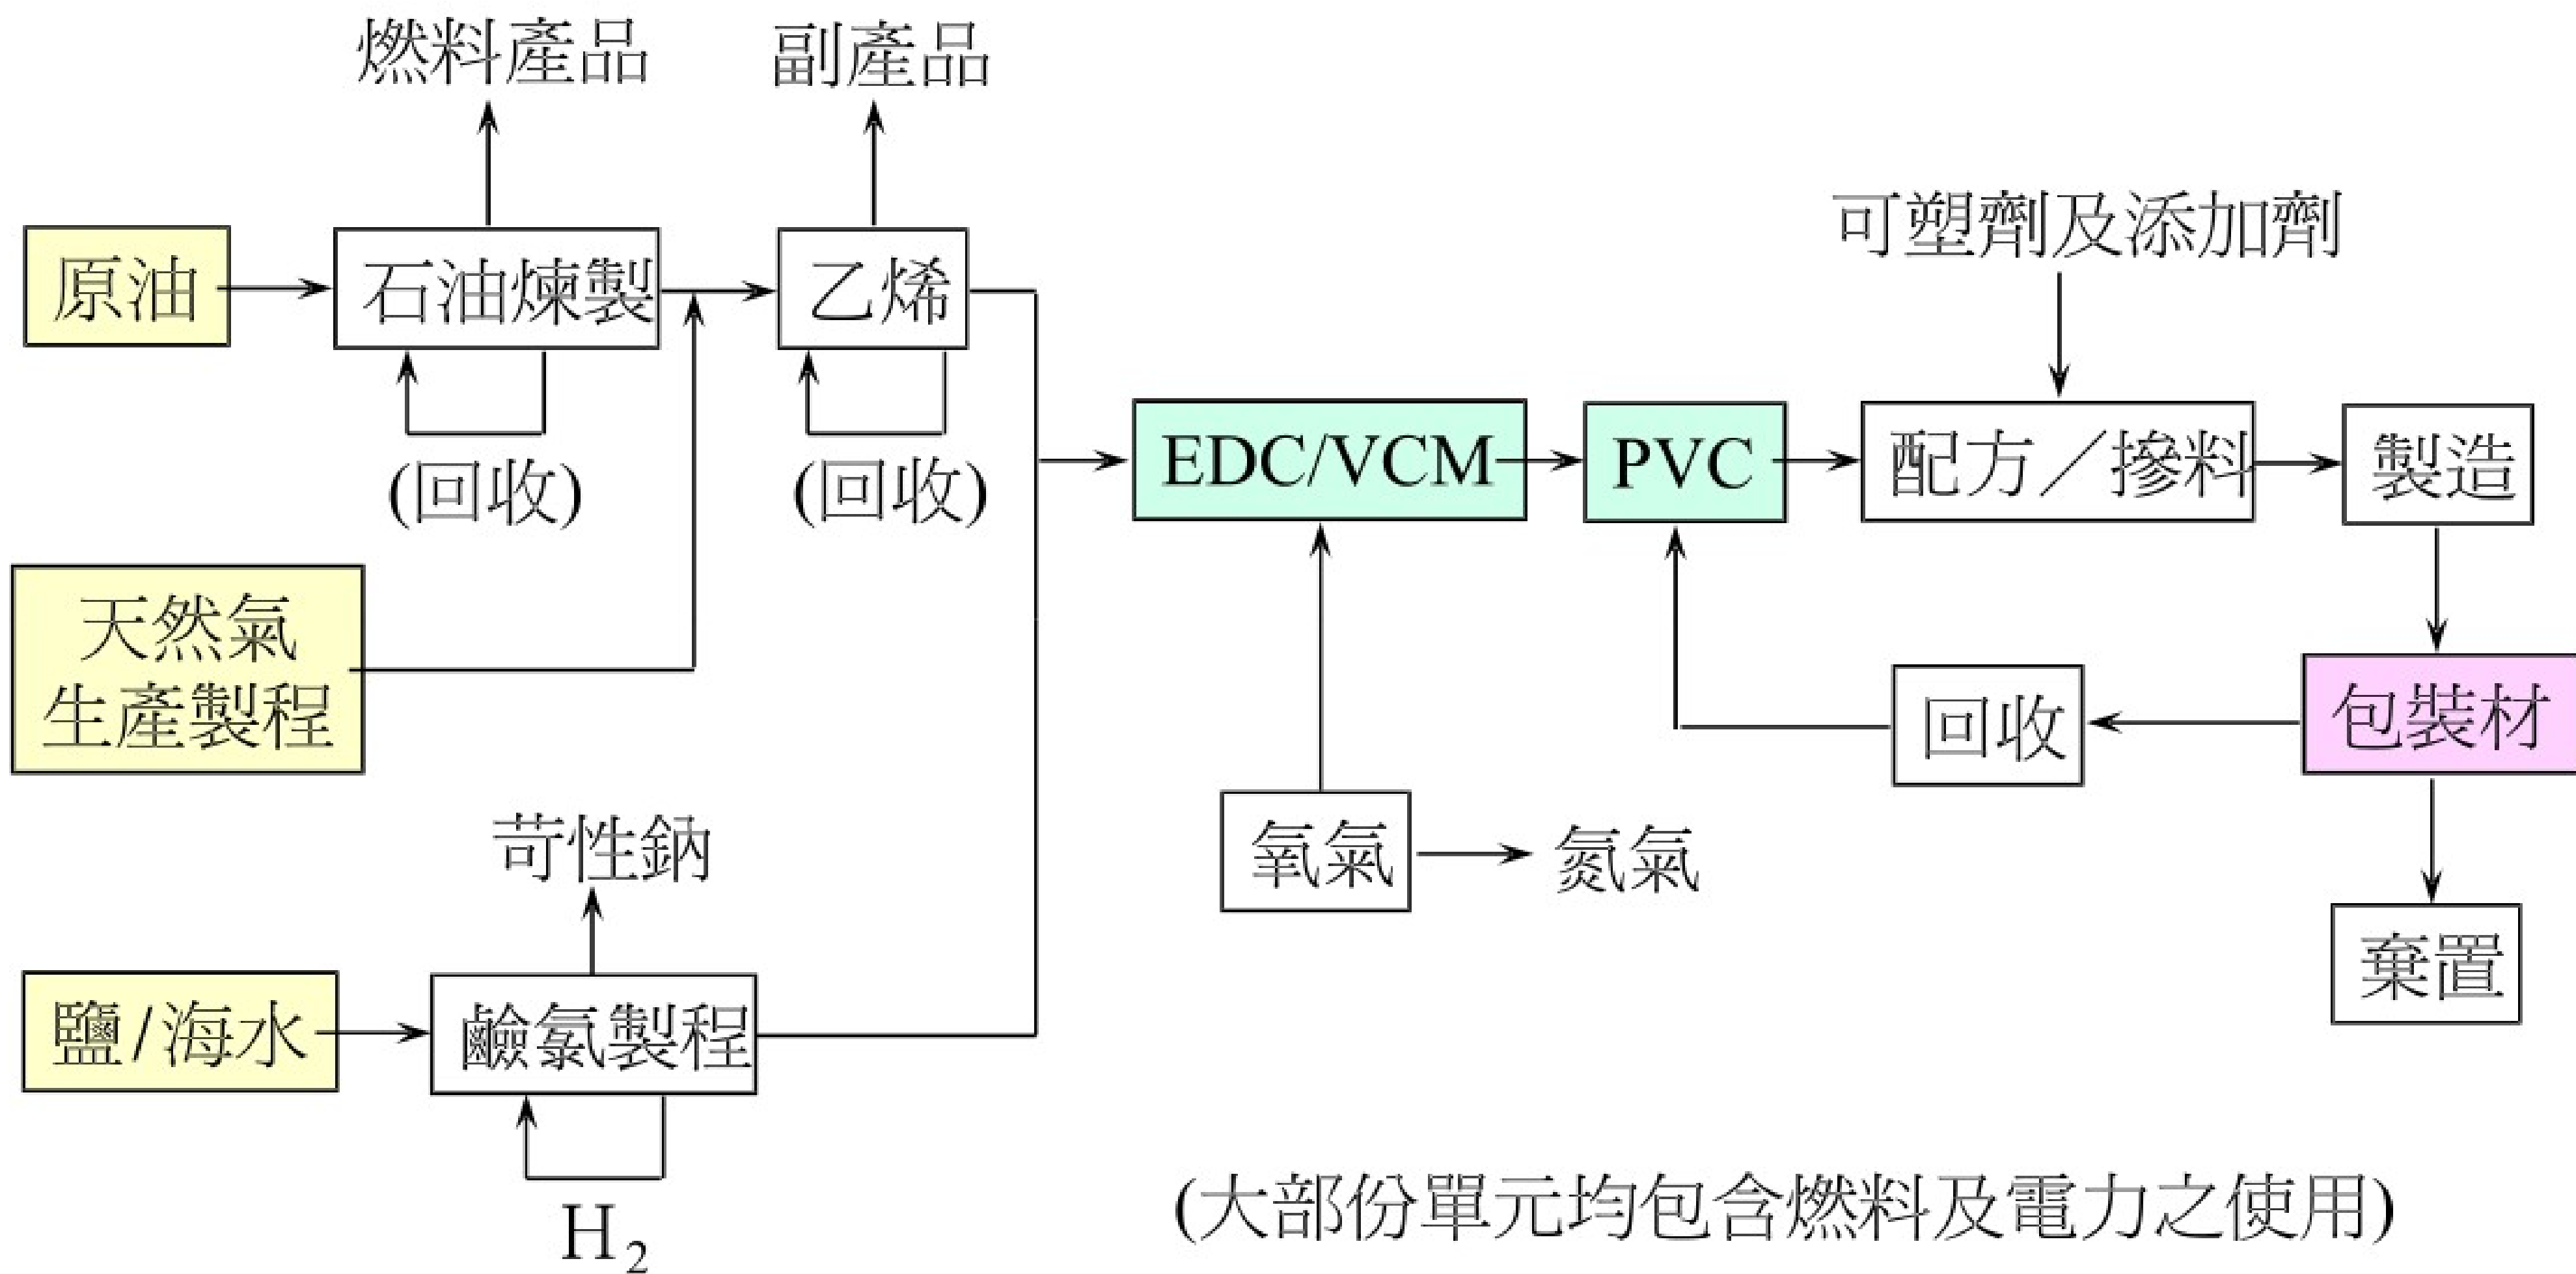 燃料產品
副產品
可塑劑及添加劑
原油
石油煉製
乙烯
(回收)
(回收)
EDC/VCM
PVC
配方／摻料
製造
天然氣
生產製程
回收
包裝材
苛性鈉
氧氣
氮氣
棄置
鹽/海水
鹼氯製程
H₂
(大部份單元均包含燃料及電力之使用)